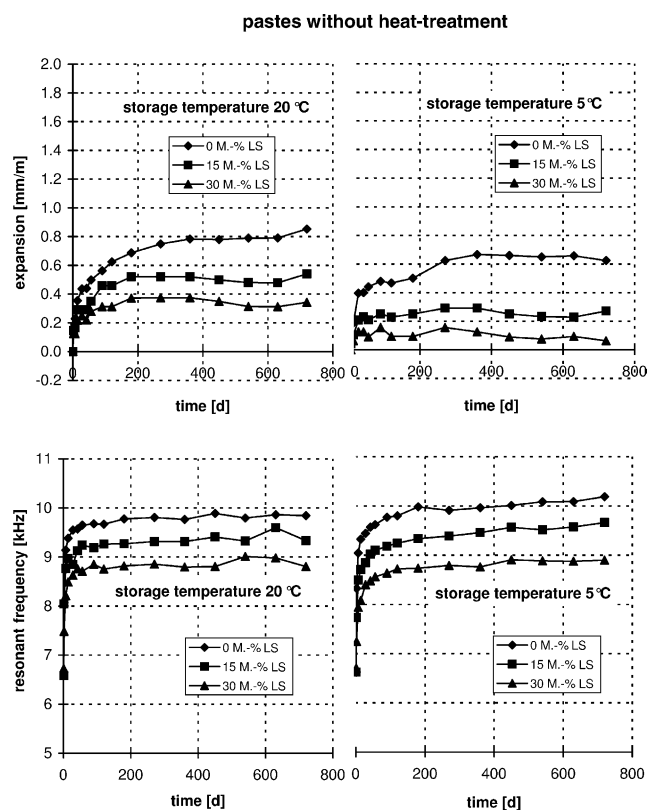 pastes without heat-treatment
expansion [mm/m]
2.0
1.8
1.6
1.4
1.2
1.0
0.8
0.6
0.4
0.2
0.0
-0.2
storage temperature 20 °C
0 M.-% LS
15 M.-% LS
30 M.-% LS
0 200 400 600 800
time [d]
storage temperature 5°C
0 M.-% LS
15 M.-% LS
30 M.-% LS
0 200 400 600 800
time [d]
resonant frequency [kHz]
11
10
9
8
7
6
5
storage temperature 20 °C
0 M.-% LS
15 M.-% LS
30 M.-% LS
0 200 400 600 800
time [d]
storage temperature 5°C
0 M.-% LS
15 M.-% LS
30 M.-% LS
0 200 400 600 800
time [d]